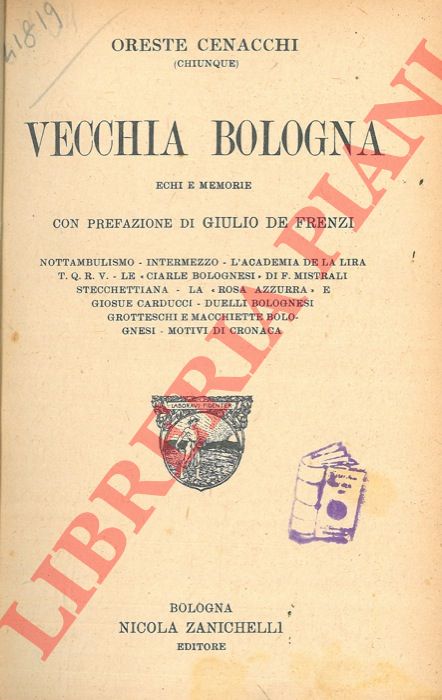 41819
ORESTE CENACCHI
(CHIUNQUE)
VECCHIA BOLOGNA
ECHI E MEMORIE
CON PREFAZIONE DI GIULIO DE FRENZI
NOTTAMBULISMO - INTERMEZZO - L'ACADEMIA DE LA LIRA
T. Q. R. V. - LE «CIARLE BOLOGNESI» DI F. MISTRALI
STECCHETTIANA - LA «ROSA AZZURRA» E
GIOSUE CARDUCCI - DUELLI BOLOGNESI
GROTTESCHI E MACCHIETTE BOLO-
GNESI - MOTIVI DI CRONACA
LABORAVI FIDENTER
BOLOGNA
NICOLA ZANICHELLI
EDITORE
LIBRERIA PIANI
LIBRERIA PIANI